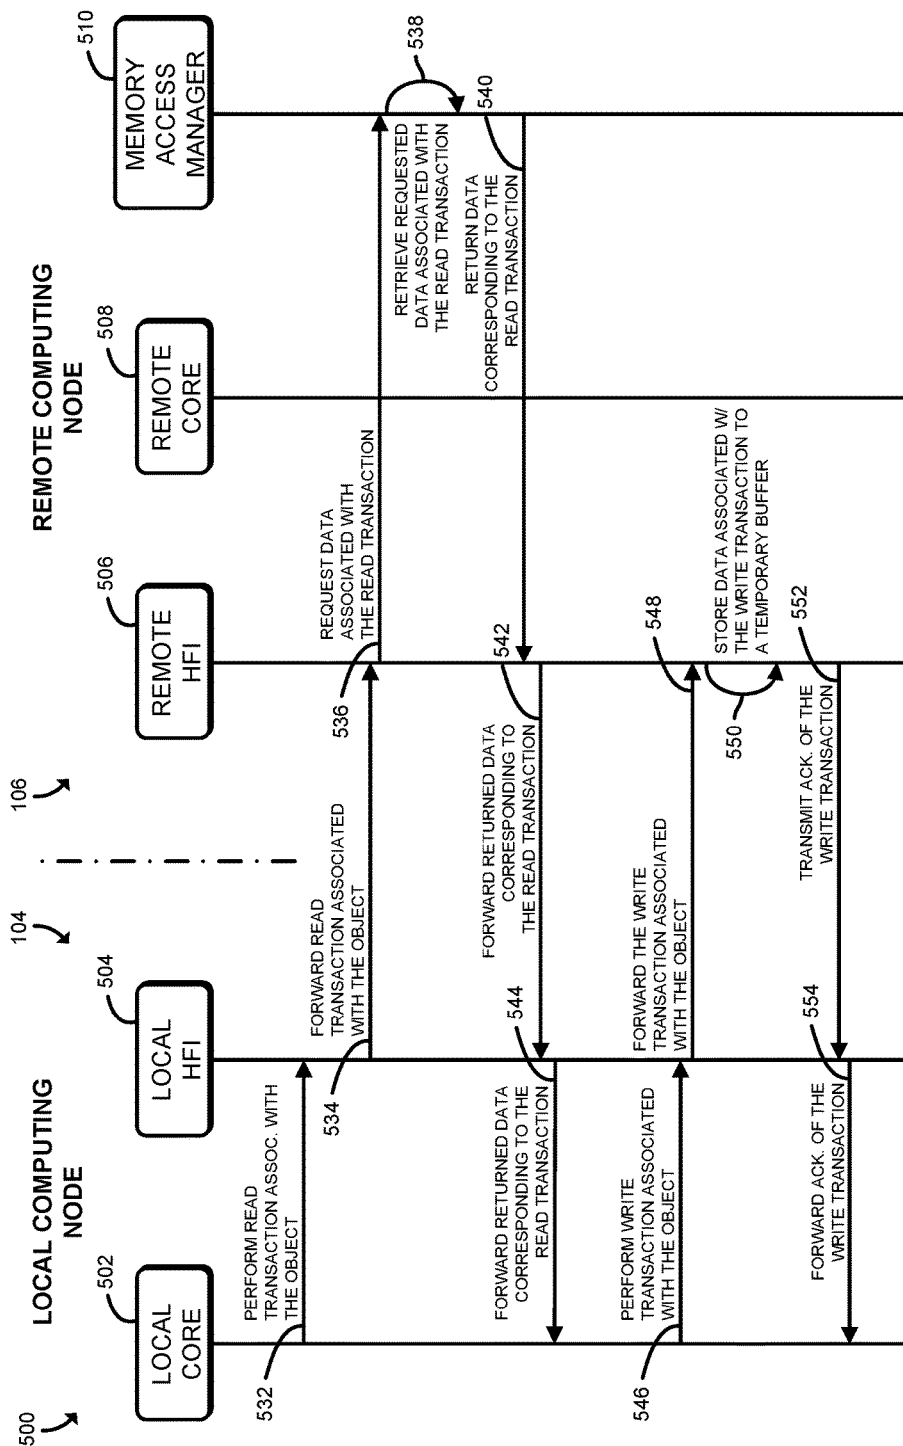 500
LOCAL COMPUTING
NODE
104
106
REMOTE COMPUTING
NODE
502
LOCAL
CORE
504
LOCAL
HFI
506
REMOTE
HFI
508
REMOTE
CORE
510
MEMORY
ACCESS
MANAGER
532
PERFORM READ
TRANSACTION ASSOC. WITH
THE OBJECT
534
FORWARD READ
TRANSACTION ASSOCIATED
WITH THE OBJECT
536
REQUEST DATA
ASSOCIATED WITH
THE READ TRANSACTION
538
RETRIEVE REQUESTED
DATA ASSOCIATED WITH
THE READ TRANSACTION
540
RETURN DATA
CORRESPONDING TO THE
READ TRANSACTION
542
FORWARD RETURNED DATA
CORRESPONDING TO
THE READ TRANSACTION
544
FORWARD RETURNED DATA
CORRESPONDING TO THE
READ TRANSACTION
546
PERFORM WRITE
TRANSACTION ASSOCIATED
WITH THE OBJECT
548
FORWARD THE WRITE
TRANSACTION ASSOCIATED
WITH THE OBJECT
550
STORE DATA ASSOCIATED W/
THE WRITE TRANSACTION TO
A TEMPORARY BUFFER
552
TRANSMIT ACK. OF THE
WRITE TRANSACTION
554
FORWARD ACK. OF THE
WRITE TRANSACTION